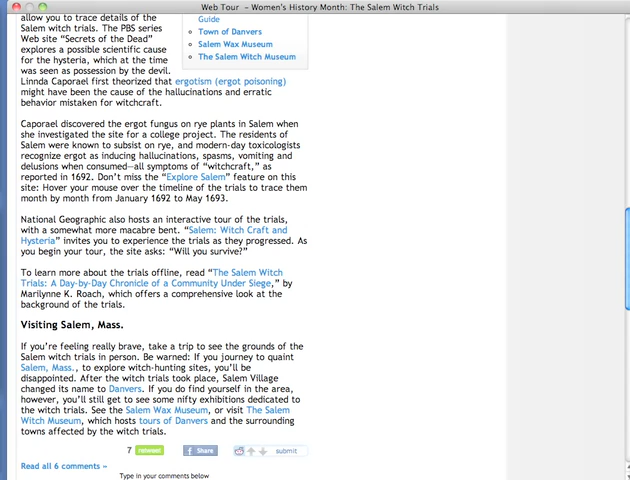 Web Tour ~ Women's History Month: The Salem Witch Trials
allow you to trace details of the
Salem witch trials. The PBS series
Web site “Secrets of the Dead”
explores a possible scientific cause
for the hysteria, which at the time
was seen as possession by the devil.
Linnda Caporael first theorized that ergotism (ergot poisoning)
might have been the cause of the hallucinations and erratic
behavior mistaken for witchcraft.
Guide
Town of Danvers
Salem Wax Museum
The Salem Witch Museum
Caporael discovered the ergot fungus on rye plants in Salem when
she investigated the site for a college project. The residents of
Salem were known to subsist on rye, and modern-day toxicologists
recognize ergot as inducing hallucinations, spasms, vomiting and
delusions when consumed—all symptoms of “witchcraft,” as
reported in 1692. Don’t miss the “Explore Salem” feature on this
site: Hover your mouse over the timeline of the trials to trace them
month by month from January 1692 to May 1693.
National Geographic also hosts an interactive tour of the trials,
with a somewhat more macabre bent. “Salem: Witch Craft and
Hysteria” invites you to experience the trials as they progressed. As
you begin your tour, the site asks: “Will you survive?”
To learn more about the trials offline, read “The Salem Witch
Trials: A Day-by-Day Chronicle of a Community Under Siege,” by
Marilynne K. Roach, which offers a comprehensive look at the
background of the trials.
Visiting Salem, Mass.
If you’re feeling really brave, take a trip to see the grounds of the
Salem witch trials in person. Be warned: If you journey to quaint
Salem, Mass., to explore witch-hunting sites, you’ll be
disappointed. After the witch trials took place, Salem Village
changed its name to Danvers. If you do find yourself in the area,
however, you’ll still get to see some nifty exhibitions dedicated to
the witch trials. See the Salem Wax Museum, or visit The Salem
Witch Museum, which hosts tours of Danvers and the surrounding
towns affected by the witch trials.
7 retweet Share submit
Read all 6 comments »
Type in your comments below